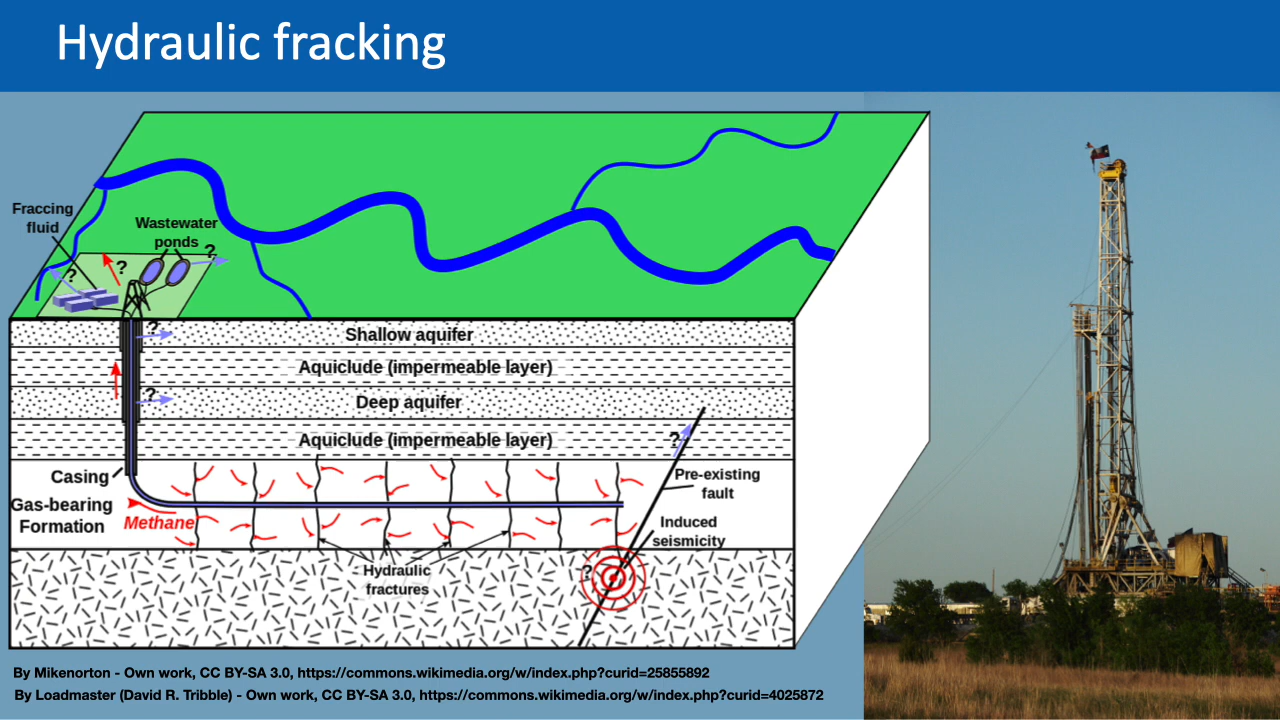 Hydraulic fracking
Fraccing
fluid
Wastewater
ponds
?
?
?
?
Shallow aquifer
Aquiclude (impermeable layer)
?
Deep aquifer
Aquiclude (impermeable layer)
?
Casing
Pre-existing
fault
Gas-bearing
Formation
Methane
Induced
seismicity
Hydraulic
fractures
?
By Mikenorton - Own work, CC BY-SA 3.0, https://commons.wikimedia.org/w/index.php?curid=25855892
By Loadmaster (David R. Tribble) - Own work, CC BY-SA 3.0, https://commons.wikimedia.org/w/index.php?curid=4025872